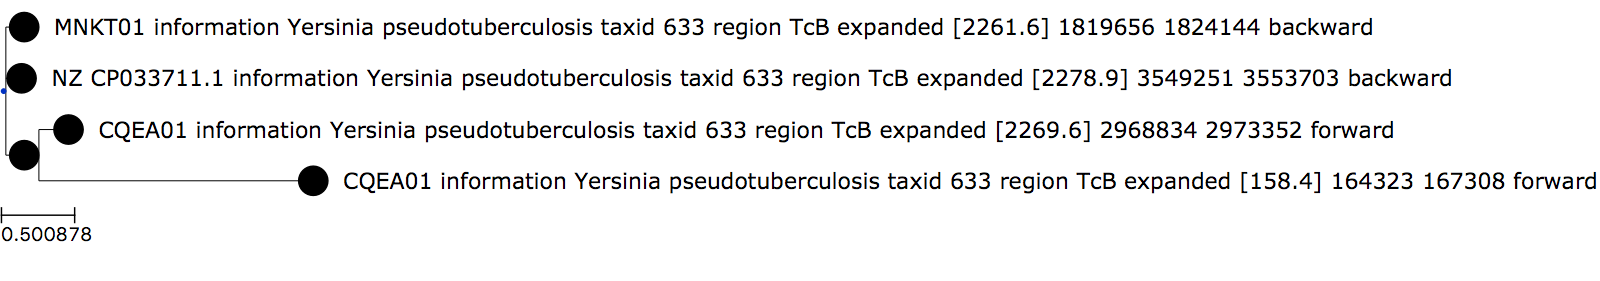 MNKT01 information Yersinia pseudotuberculosis taxid 633 region TcB expanded [2261.6] 1819656 1824144 backward
NZ CP033711.1 information Yersinia pseudotuberculosis taxid 633 region TcB expanded [2278.9] 3549251 3553703 backward
CQEA01 information Yersinia pseudotuberculosis taxid 633 region TcB expanded [2269.6] 2968834 2973352 forward
CQEA01 information Yersinia pseudotuberculosis taxid 633 region TcB expanded [158.4] 164323 167308 forward
0.500878